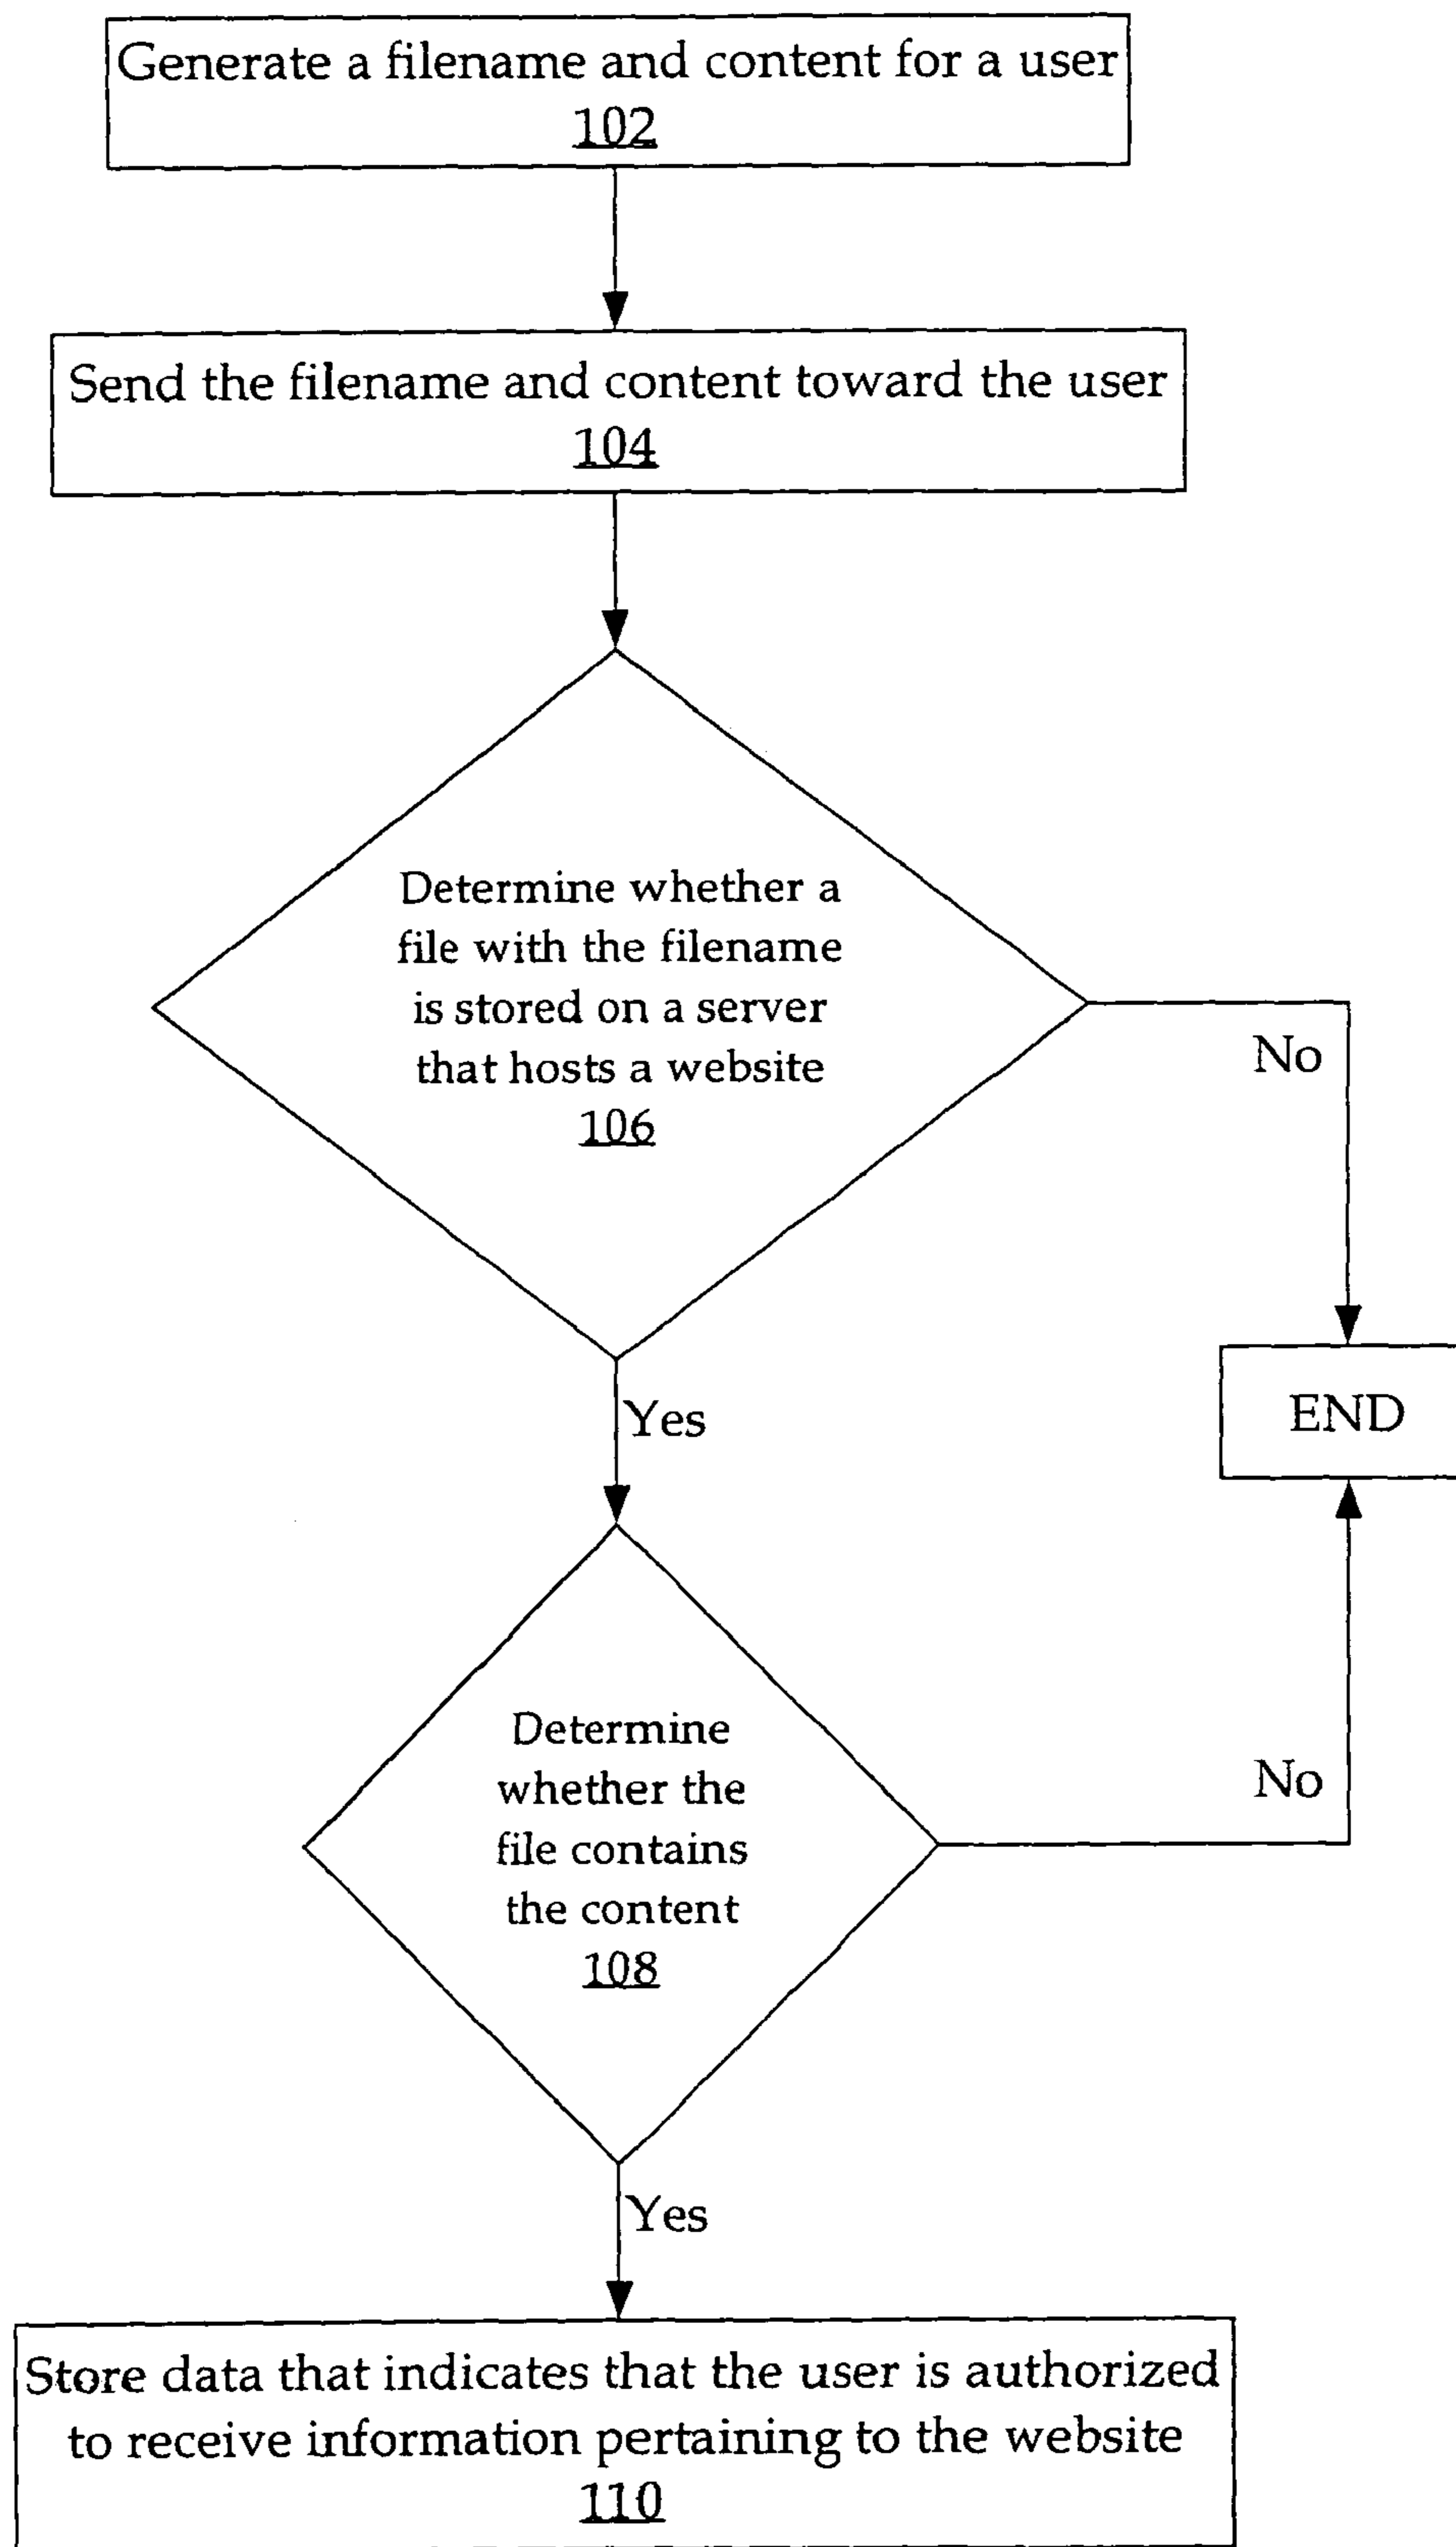 Generate a filename and content for a user
102
Send the filename and content toward the user
104
Determine whether a
file with the filename
is stored on a server
that hosts a website
106
No
Yes
END
Determine
whether the
file contains
the content
108
No
Yes
Store data that indicates that the user is authorized
to receive information pertaining to the website
110